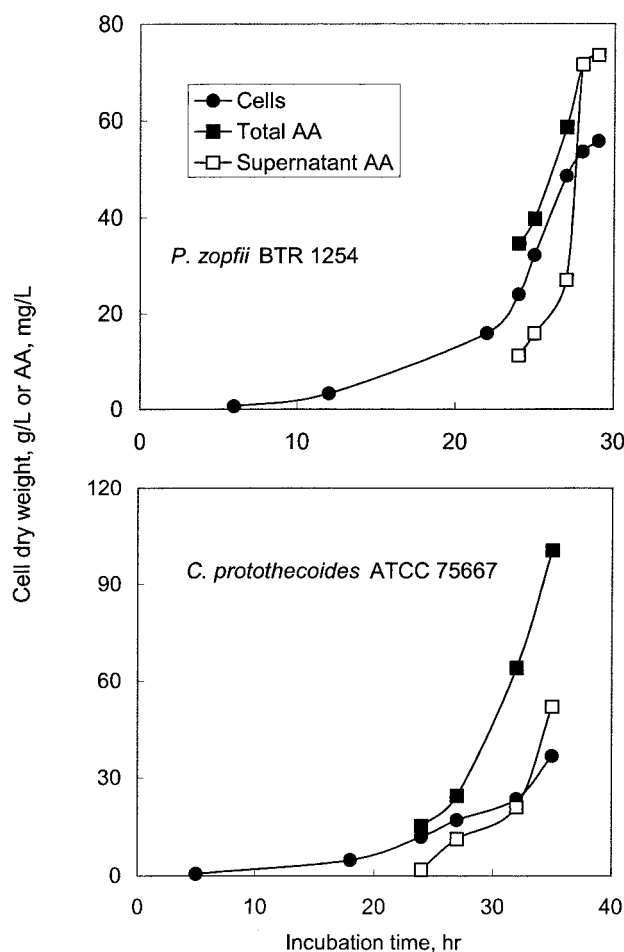 80
60
40
20
0
Cells
Total AA
Supernatant AA
P. zopfii BTR 1254
0 10 20 30
Cell dry weight, g/L or AA, mg/L
120
90
60
30
0
C. protothecoides ATCC 75667
0 10 20 30 40
Incubation time, hr